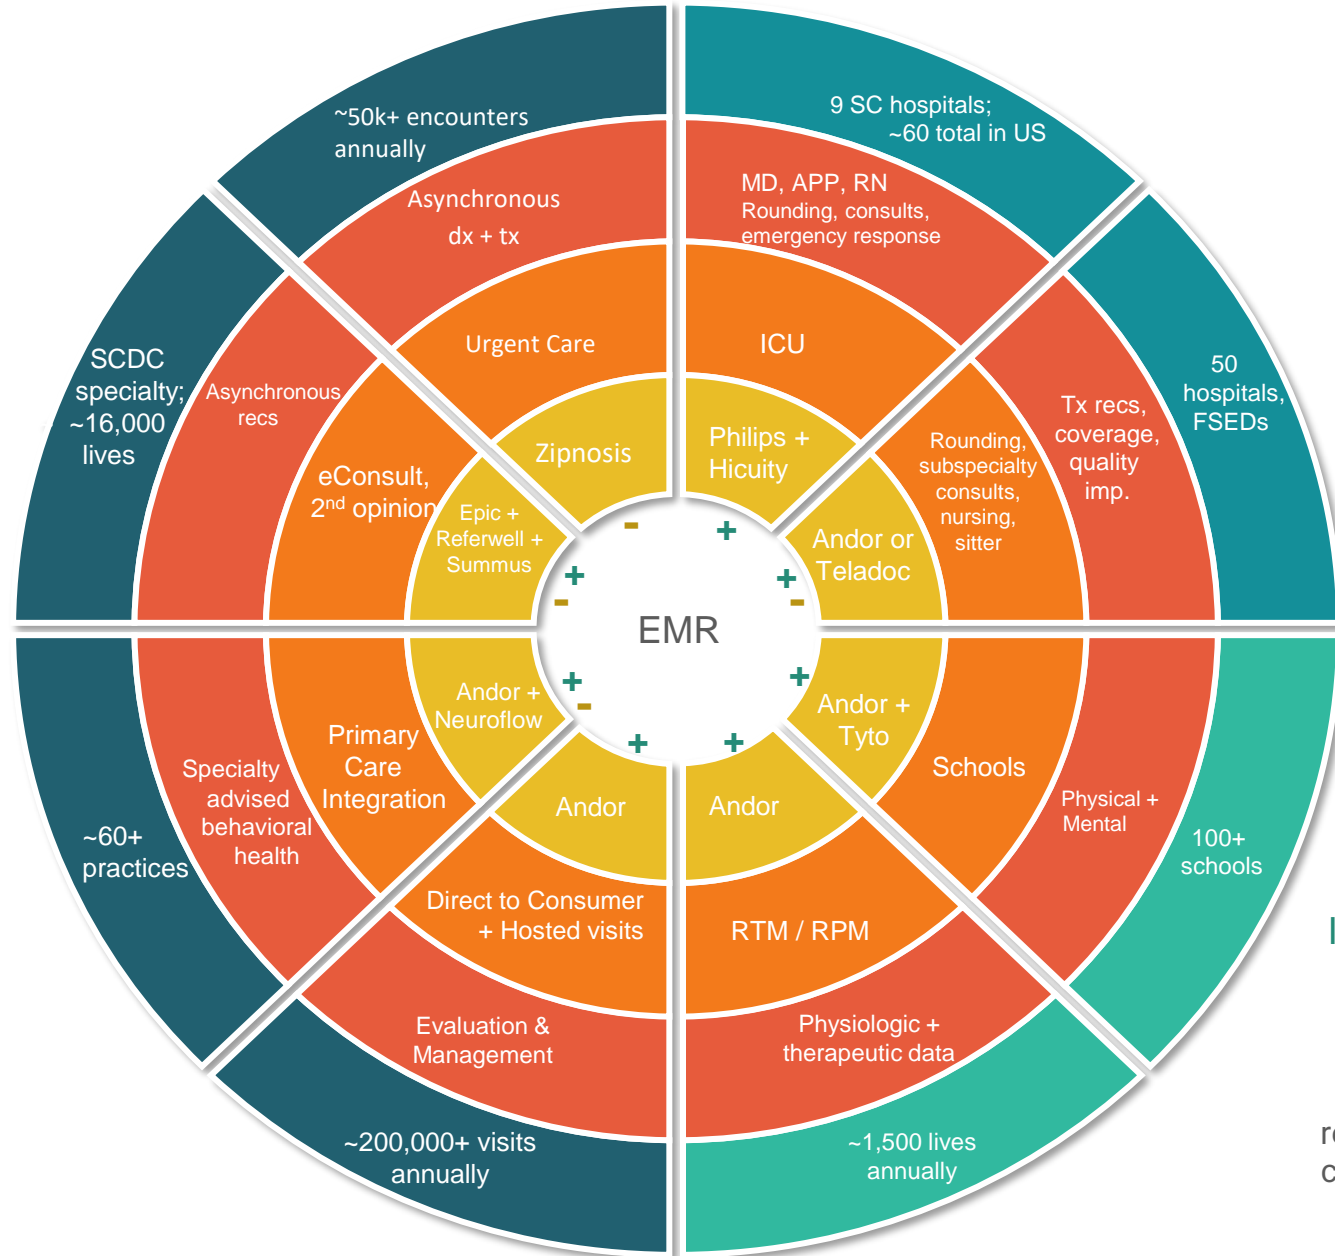 ~50k+ encounters
annually
9 SC hospitals;
~60 total in US
Asynchronous
dx + tx
MD, APP, RN
Rounding, consults,
emergency response
Urgent Care
ICU
SCDC
specialty;
~16,000
lives
Asynchronous
recs
eConsult,
2nd opinion
Zipnosis
Philips +
Hicuity
Rounding,
subspecialty
consults,
nursing,
sitter
Tx recs,
coverage,
quality
imp.
50
hospitals,
FSEDs
Epic +
Referwell +
Summus
Andor or
Teladoc
-
+
+
-
+
-
EMR
+
-
+
+
+
Andor +
Neuroflow
Andor +
Tyto
Primary
Care
Integration
Schools
Specialty
advised
behavioral
health
Physical +
Mental
~60+
practices
100+
schools
Andor
Andor
Direct to Consumer
+ Hosted visits
RTM / RPM
Evaluation &
Management
Physiologic +
therapeutic data
~200,000+ visits
annually
~1,500 lives
annually